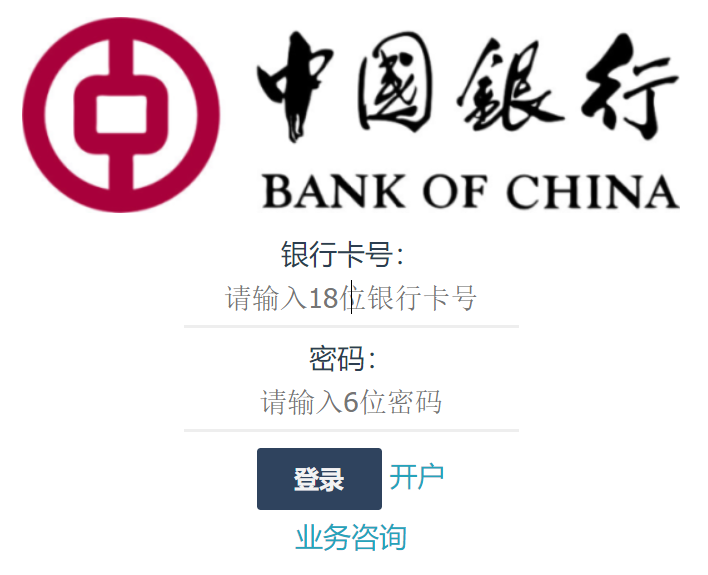 中國銀行
BANK OF CHINA
银行卡号：
请输入18位银行卡号
密码：
请输入6位密码
登录 开户
业务咨询